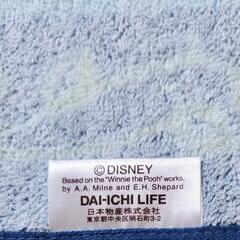 © DISNEY
Based on the "Winnie the Pooh" works,
by A.A. Milne and E.H. Shepard
DAI-ICHI LIFE
日本物産株式会社
東京都中央区明石町3-2